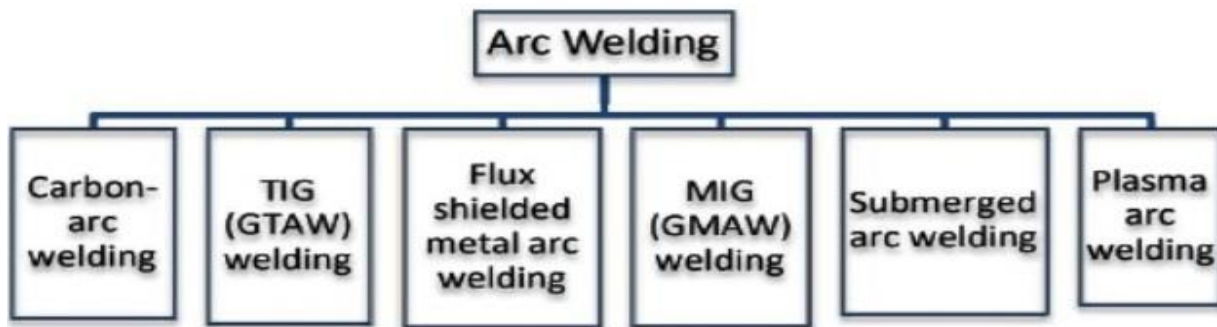 Arc Welding
Carbon-
arc
welding
TIG
(GTAW)
welding
Flux
shielded
metal arc
welding
MIG
(GMAW)
welding
Submerged
arc welding
Plasma
arc
welding